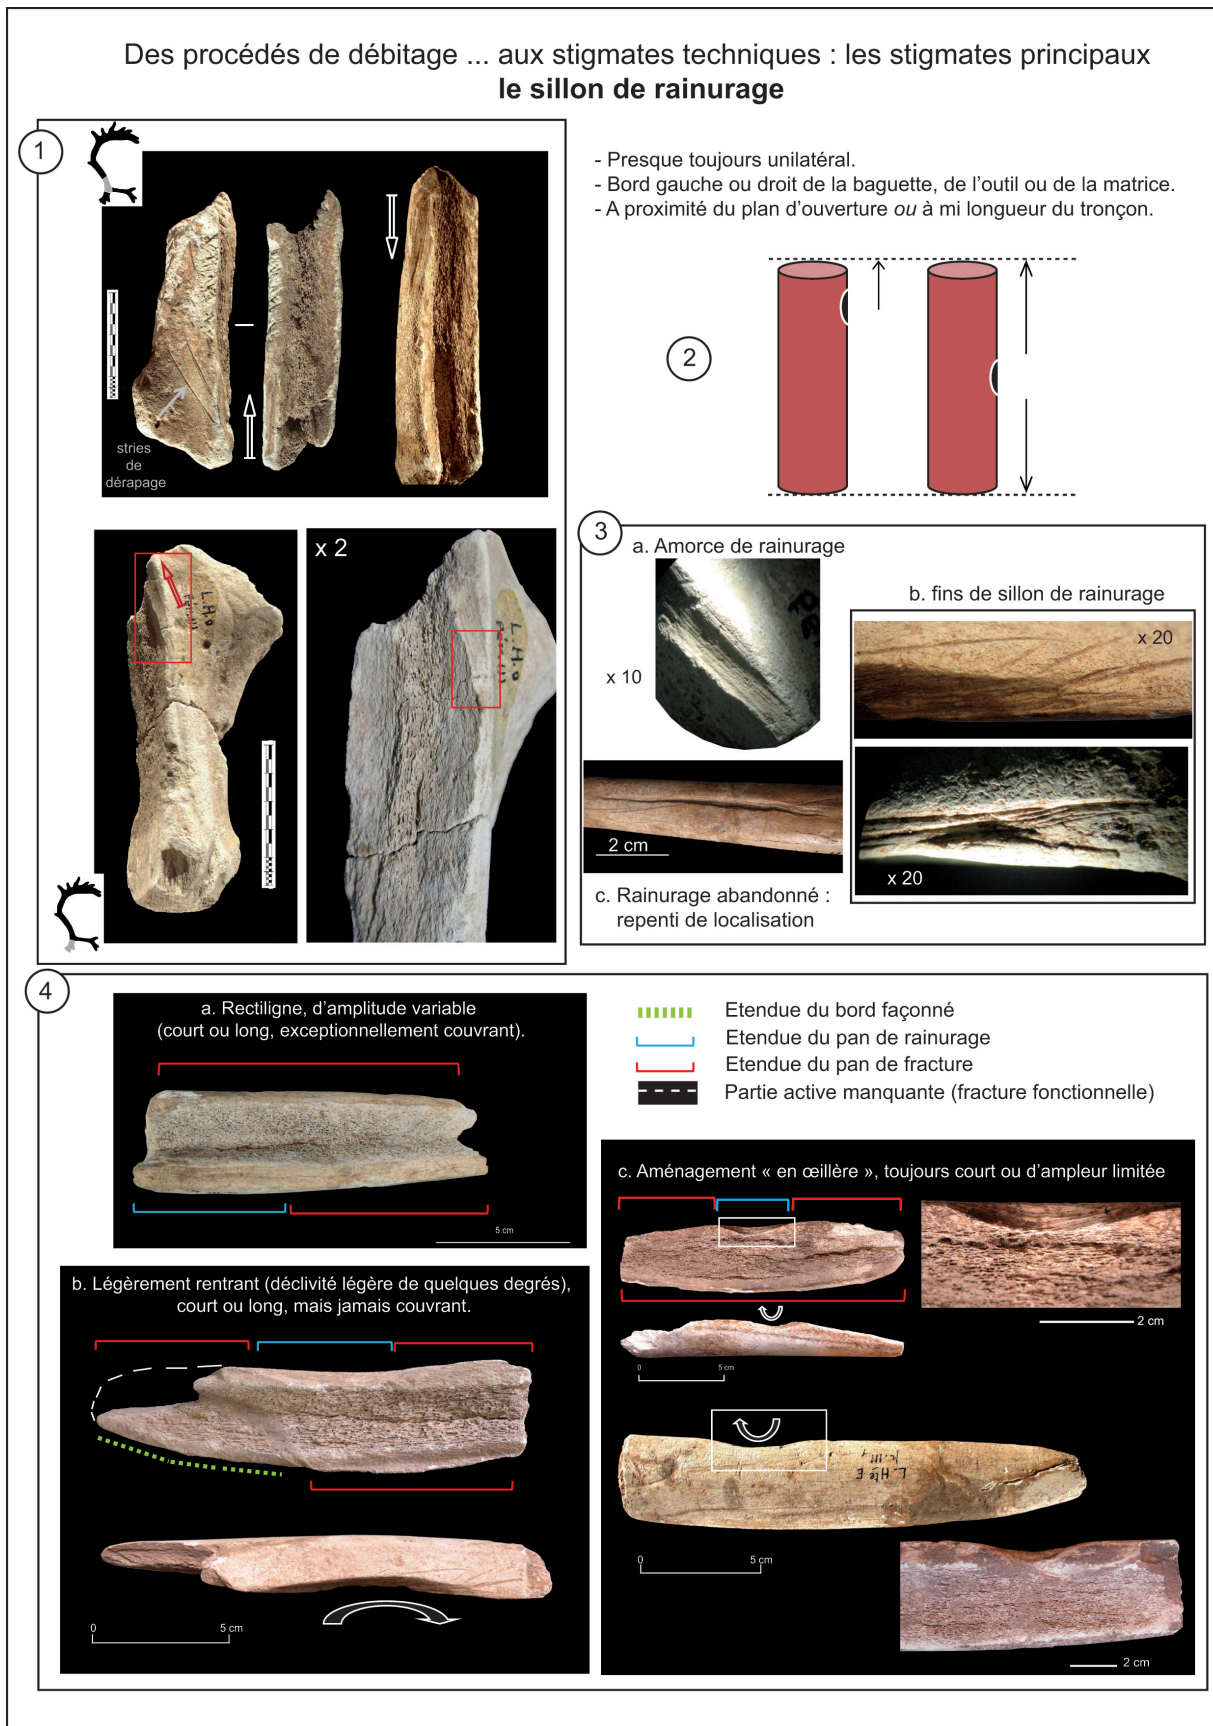 Des procédés de débitage ... aux stigmates techniques : les stigmates principaux
le sillon de rainurage
1
stries
de
dérapage
L.H.
x 2
L.H.
- Presque toujours unilatéral.
- Bord gauche ou droit de la baguette, de l'outil ou de la matrice.
- A proximité du plan d'ouverture ou à mi longueur du tronçon.
2
3
a. Amorce de rainurage
x 10
b. fins de sillon de rainurage
x 20
x 20
2 cm
c. Rainurage abandonné :
repenti de localisation
4
a. Rectiligne, d'amplitude variable
(court ou long, exceptionnellement couvrant).
5 cm
b. Légèrement rentrant (déclivité légère de quelques degrés),
court ou long, mais jamais couvrant.
0 5 cm
Etendue du bord façonné
Etendue du pan de rainurage
Etendue du pan de fracture
Partie active manquante (fracture fonctionnelle)
c. Aménagement « en œillère », toujours court ou d'ampleur limitée
2 cm
0 5 cm
L. Hte E
0 5 cm
2 cm